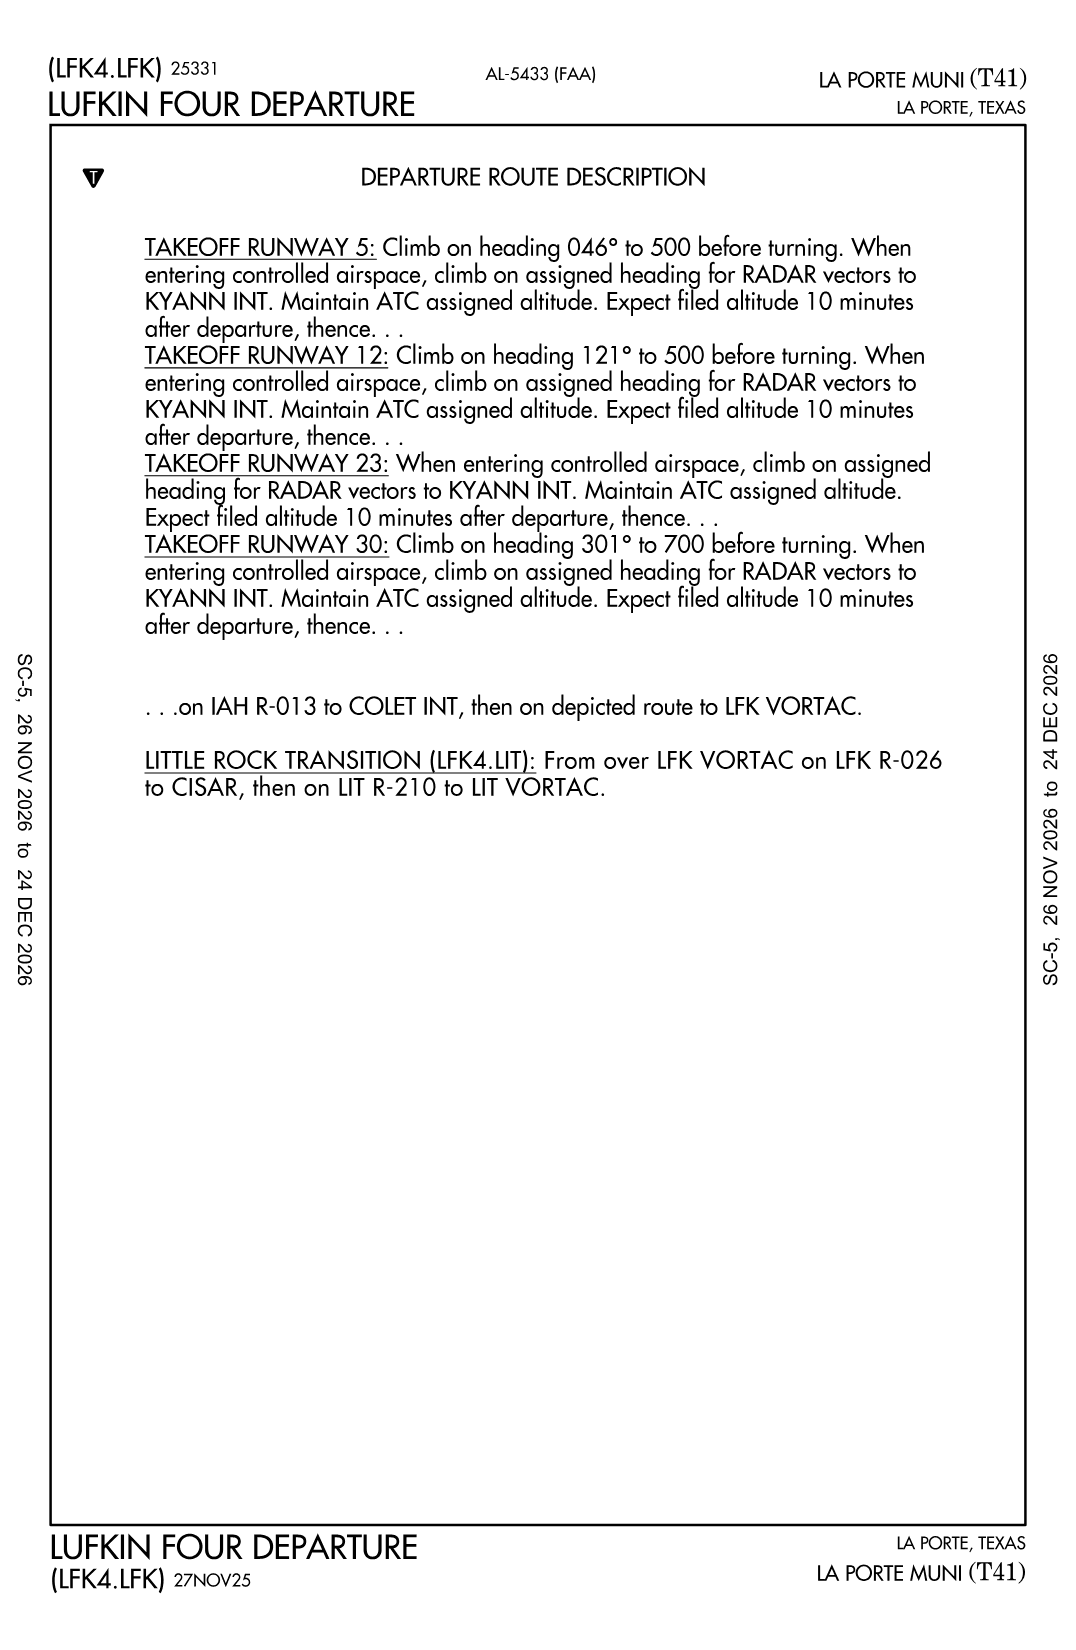 (LFK4.LFK) 25331
AL-5433 (FAA)
LA PORTE MUNI (T41)
LUFKIN FOUR DEPARTURE
LA PORTE, TEXAS
T
DEPARTURE ROUTE DESCRIPTION
TAKEOFF RUNWAY 5: Climb on heading 046° to 500 before turning. When
entering controlled airspace, climb on assigned heading for RADAR vectors to
KYANN INT. Maintain ATC assigned altitude. Expect filed altitude 10 minutes
after departure, thence. . .
TAKEOFF RUNWAY 12: Climb on heading 121° to 500 before turning. When
entering controlled airspace, climb on assigned heading for RADAR vectors to
KYANN INT. Maintain ATC assigned altitude. Expect filed altitude 10 minutes
after departure, thence. . .
TAKEOFF RUNWAY 23: When entering controlled airspace, climb on assigned
heading for RADAR vectors to KYANN INT. Maintain ATC assigned altitude.
Expect filed altitude 10 minutes after departure, thence. . .
TAKEOFF RUNWAY 30: Climb on heading 301° to 700 before turning. When
entering controlled airspace, climb on assigned heading for RADAR vectors to
KYANN INT. Maintain ATC assigned altitude. Expect filed altitude 10 minutes
after departure, thence. . .
. . .on IAH R-013 to COLET INT, then on depicted route to LFK VORTAC.
LITTLE ROCK TRANSITION (LFK4.LIT): From over LFK VORTAC on LFK R-026
to CISAR, then on LIT R-210 to LIT VORTAC.
SC-5, 26 NOV 2026 to 24 DEC 2026
SC-5, 26 NOV 2026 to 24 DEC 2026
LUFKIN FOUR DEPARTURE
LA PORTE, TEXAS
(LFK4.LFK) 27NOV25
LA PORTE MUNI (T41)